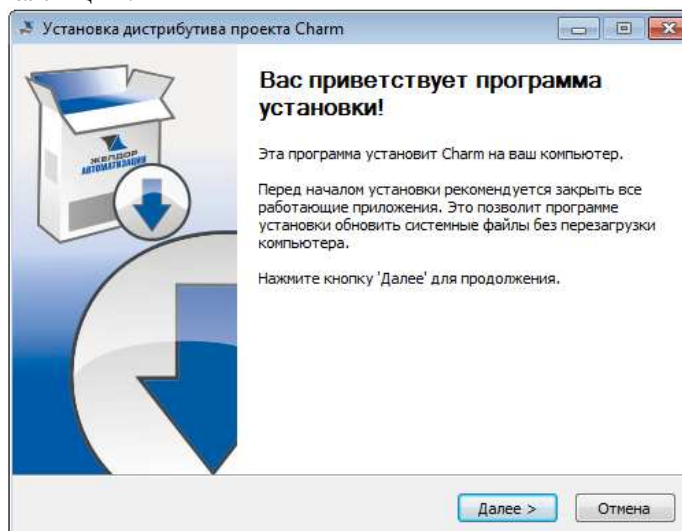 Установка дистрибутива проекта Charm
Вас приветствует программа
установки!
Эта программа установит Charm на ваш компьютер.
Перед началом установки рекомендуется закрыть все
работающие приложения. Это позволит программе
установки обновить системные файлы без перезагрузки
компьютера.
Нажмите кнопку 'Далее' для продолжения.
ЖЕЛДОР
АВТОМАТИЗАЦИЯ
Далее >
Отмена